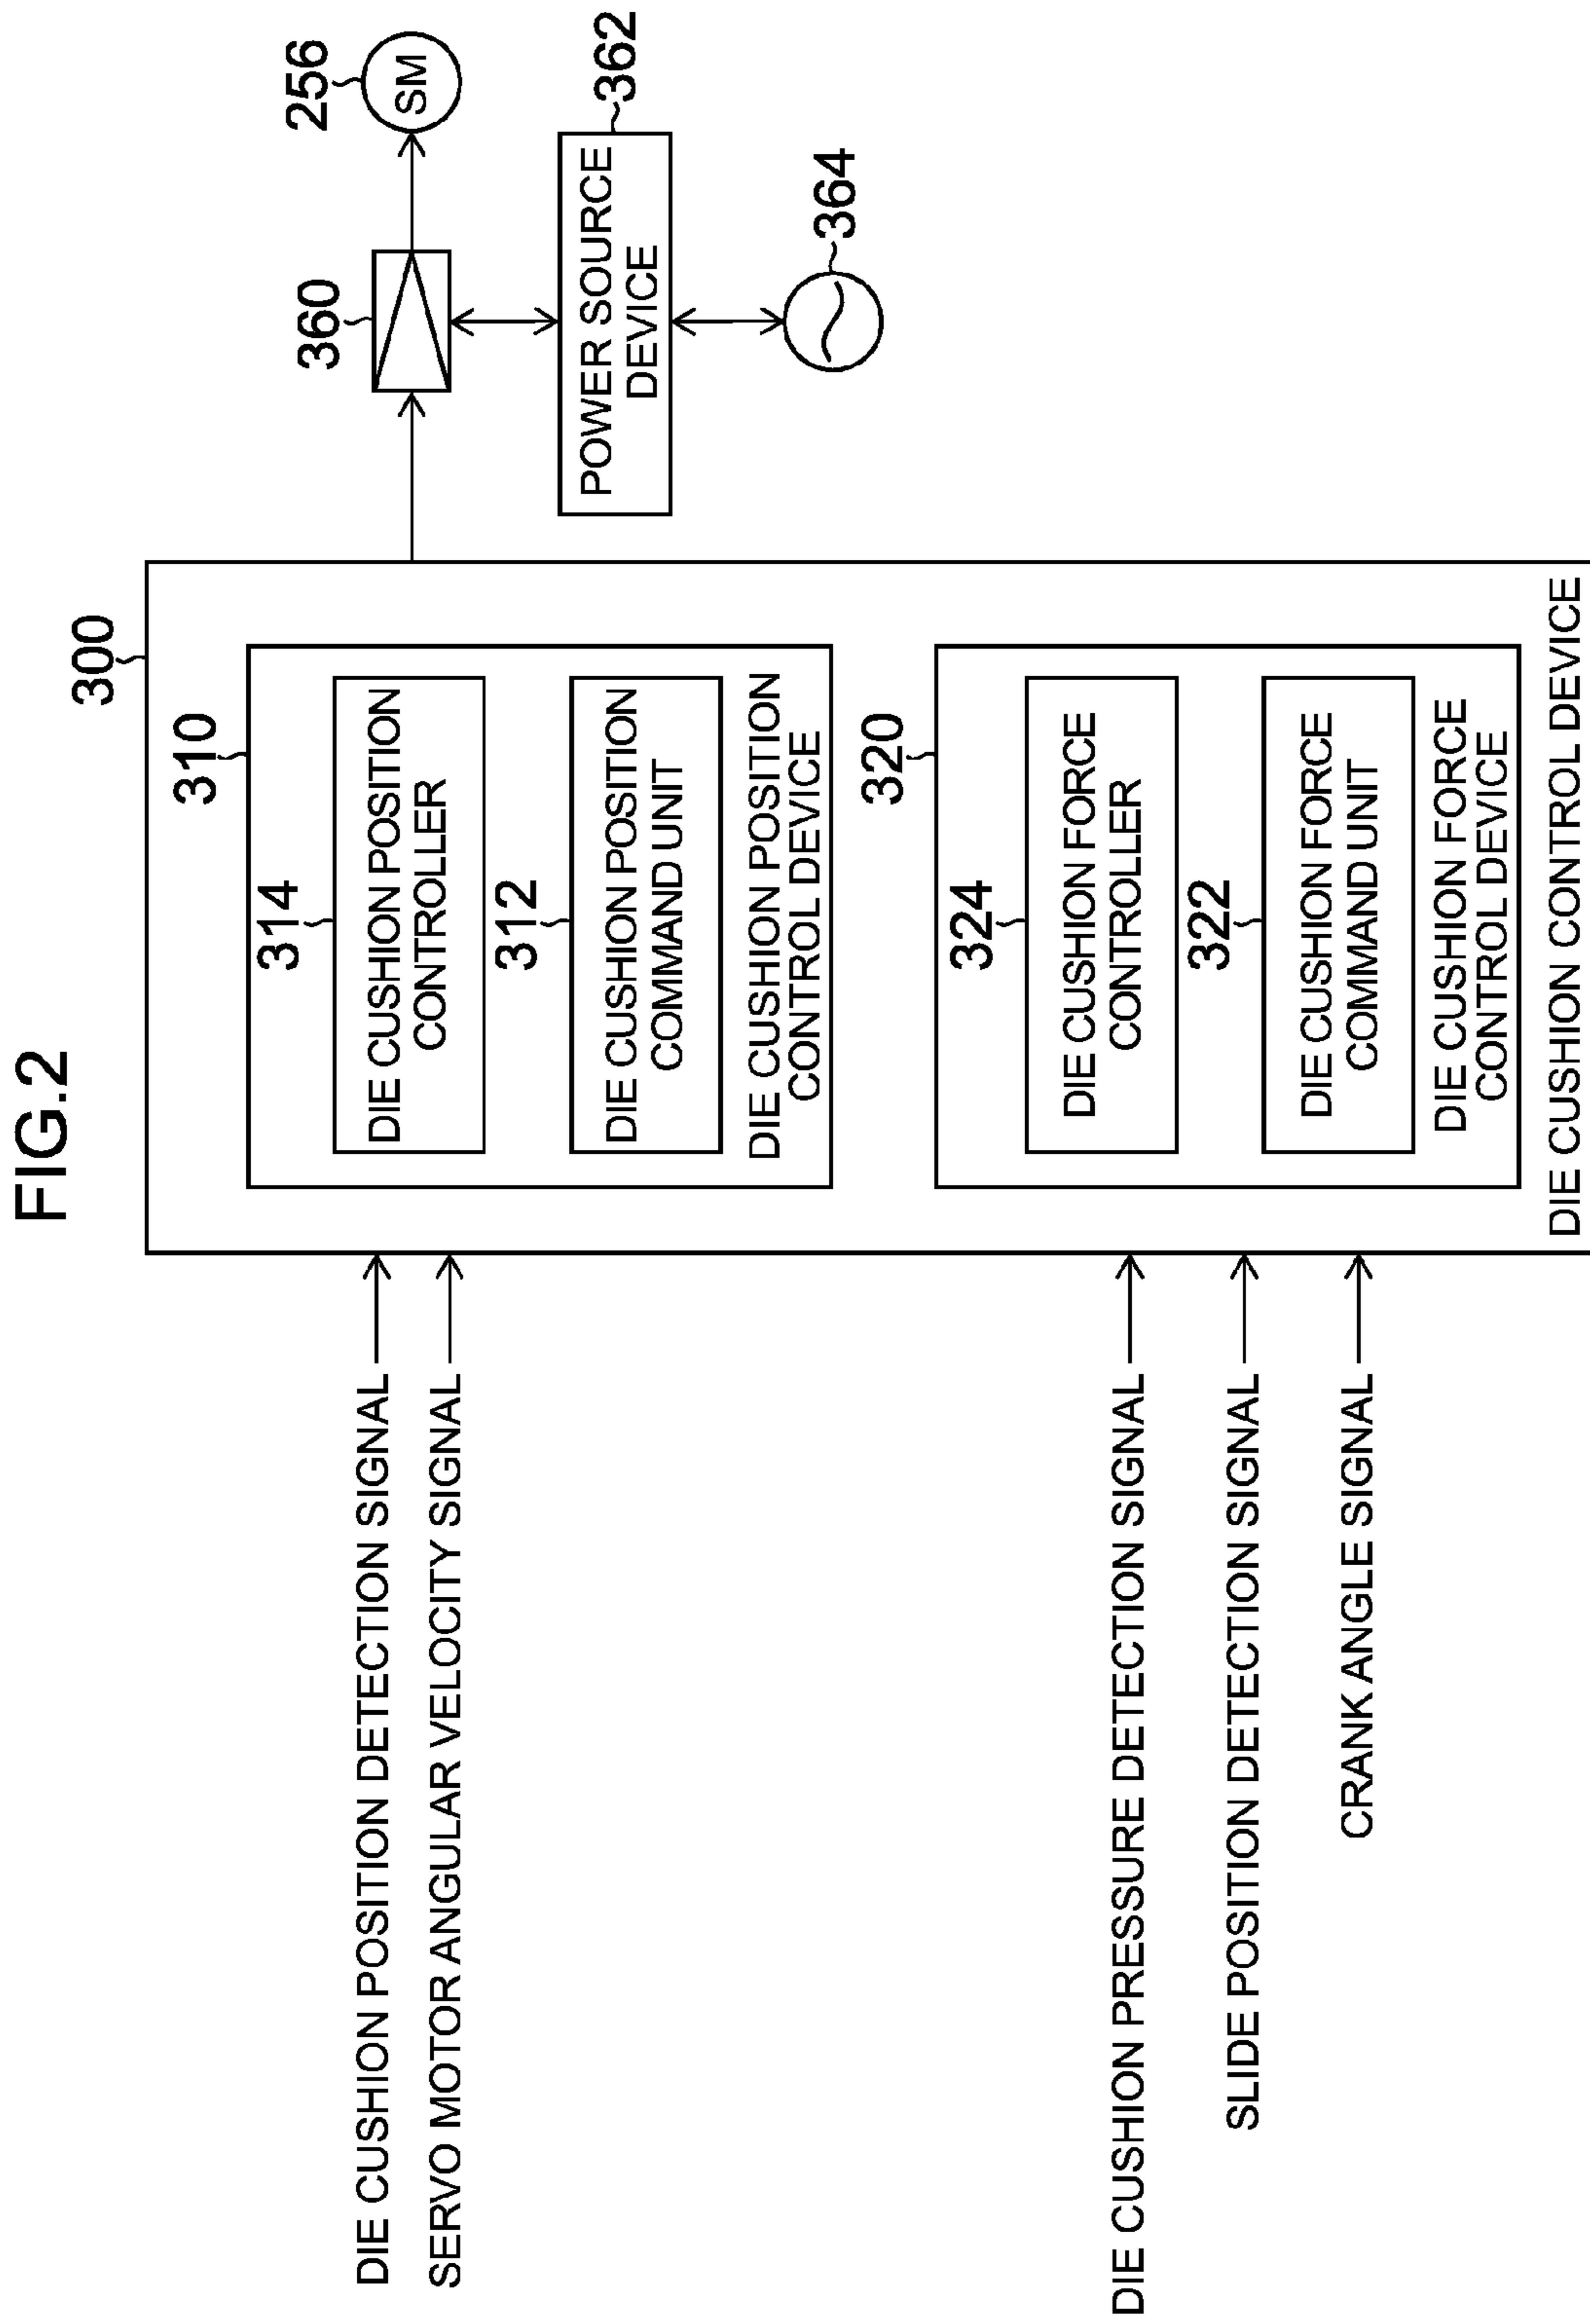 FIG.2
300
310
314
DIE CUSHION POSITION
CONTROLLER
312
DIE CUSHION POSITION
COMMAND UNIT
DIE CUSHION POSITION
CONTROL DEVICE
320
324
DIE CUSHION FORCE
CONTROLLER
322
DIE CUSHION FORCE
COMMAND UNIT
DIE CUSHION FORCE
CONTROL DEVICE
DIE CUSHION CONTROL DEVICE
DIE CUSHION POSITION DETECTION SIGNAL
SERVO MOTOR ANGULAR VELOCITY SIGNAL
DIE CUSHION PRESSURE DETECTION SIGNAL
SLIDE POSITION DETECTION SIGNAL
CRANK ANGLE SIGNAL
360
256
SM
362
POWER SOURCE
DEVICE
364